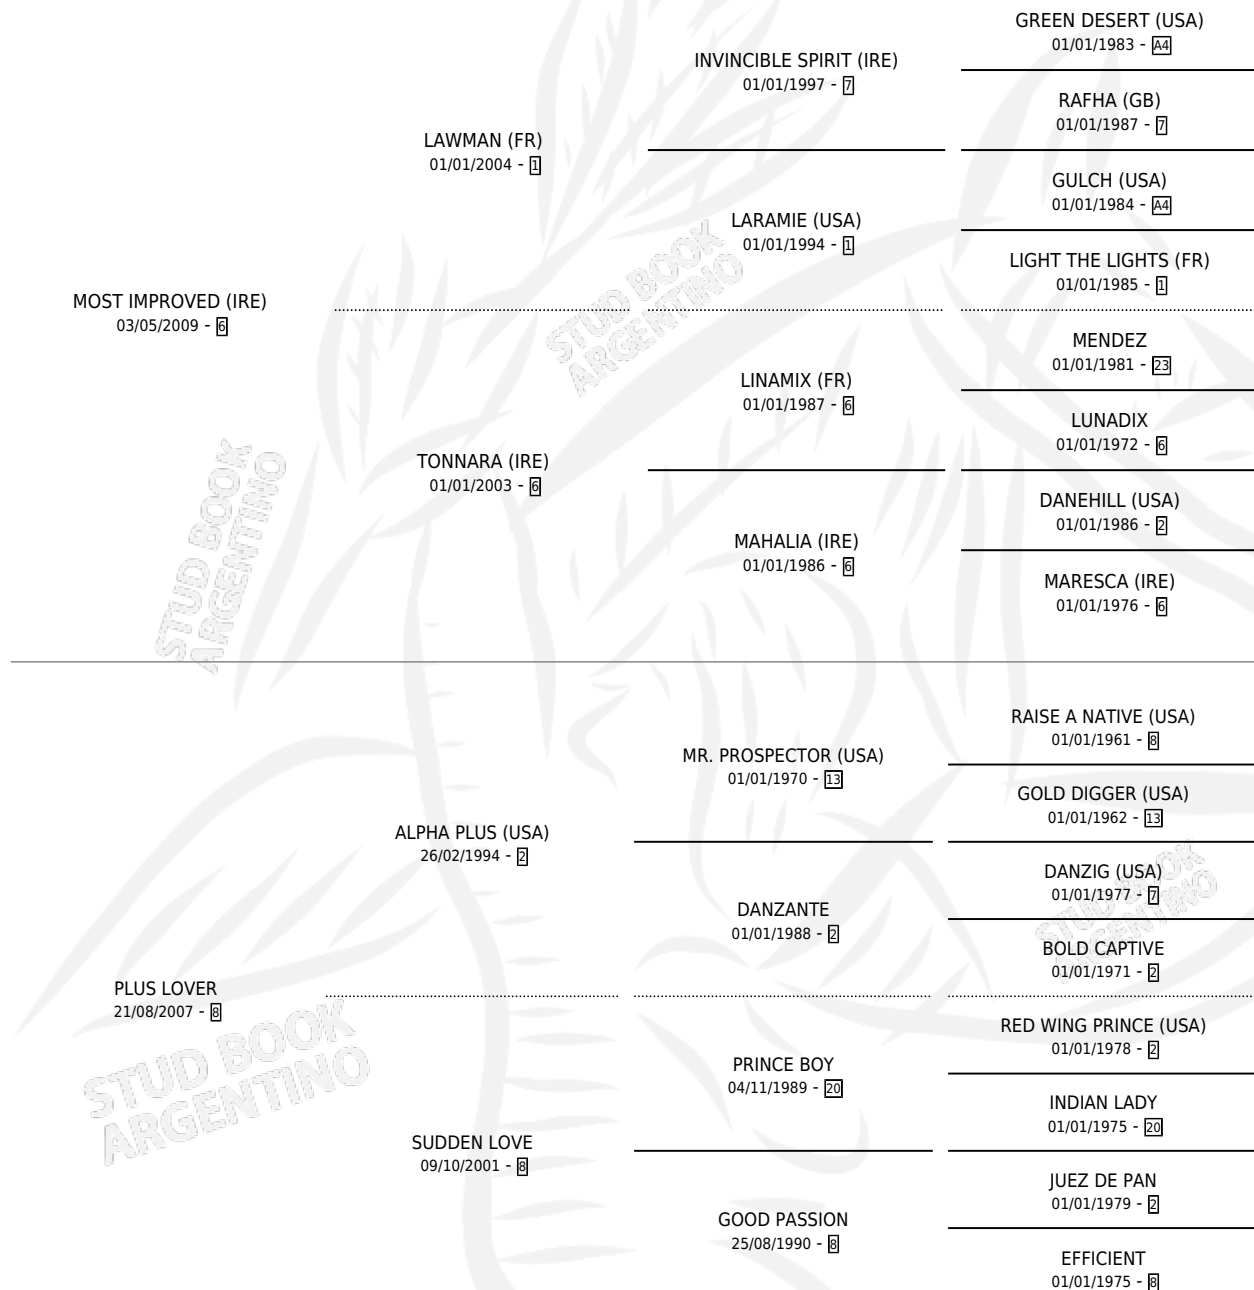 GREEN DESERT (USA)
01/01/1983 - A4
INVINCIBLE SPIRIT (IRE)
01/01/1997 - 7
RAFHA (GB)
01/01/1987 - 7
LAWMAN (FR)
01/01/2004 - 1
GULCH (USA)
01/01/1984 - A4
LARAMIE (USA)
01/01/1994 - 1
LIGHT THE LIGHTS (FR)
01/01/1985 - 1
MOST IMPROVED (IRE)
03/05/2009 - 6
MENDEZ
01/01/1981 - 23
LINAMIX (FR)
01/01/1987 - 6
LUNADIX
01/01/1972 - 6
TONNARA (IRE)
01/01/2003 - 6
DANEHILL (USA)
01/01/1986 - 2
MAHALIA (IRE)
01/01/1986 - 6
MARESCA (IRE)
01/01/1976 - 6
STUD BOOK
ARGENTINO
STUD BOOK
ARGENTINO
RAISE A NATIVE (USA)
01/01/1961 - 8
MR. PROSPECTOR (USA)
01/01/1970 - 13
GOLD DIGGER (USA)
01/01/1962 - 13
ALPHA PLUS (USA)
26/02/1994 - 2
DANZIG (USA)
01/01/1977 - 7
DANZANTE
01/01/1988 - 2
BOLD CAPTIVE
01/01/1971 - 2
PLUS LOVER
21/08/2007 - 8
RED WING PRINCE (USA)
01/01/1978 - 2
PRINCE BOY
04/11/1989 - 20
INDIAN LADY
01/01/1975 - 20
SUDDEN LOVE
09/10/2001 - 8
JUEZ DE PAN
01/01/1979 - 2
GOOD PASSION
25/08/1990 - 8
EFFICIENT
01/01/1975 - 8
STUD BOOK
ARGENTINO
STUD BOOK
ARGENTINO